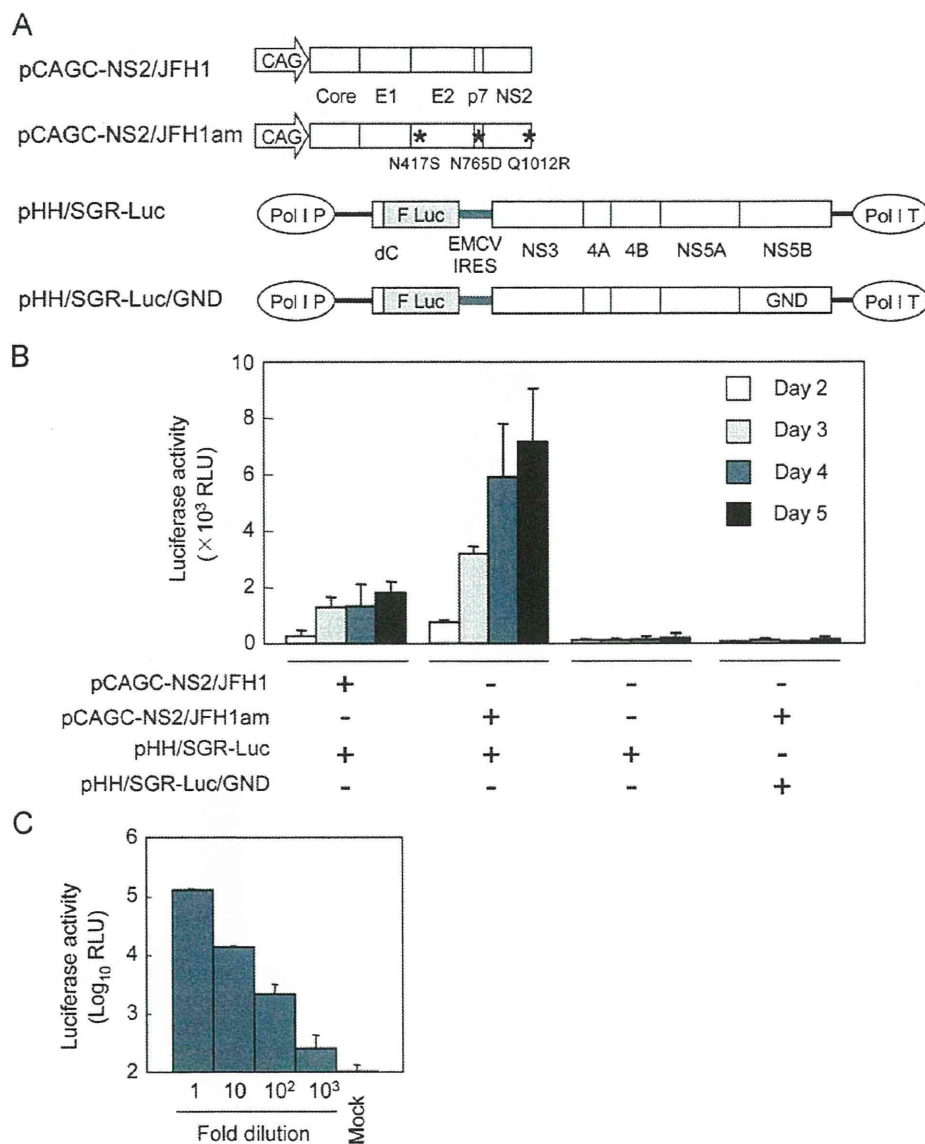 A
pCAGC-NS2/JFH1
CAG
Core E1 E2 p7 NS2
pCAGC-NS2/JFH1am
CAG * * *
N417S N765D Q1012R
pHH/SGR-Luc
Pol I P F Luc Pol I T
dC EMCV IRES NS3 4A 4B NS5A NS5B
pHH/SGR-Luc/GND
Pol I P F Luc GND Pol I T
B
Luciferase activity
(×10³ RLU)
10
8
6
4
2
0
Day 2
Day 3
Day 4
Day 5
pCAGC-NS2/JFH1 + - - -
pCAGC-NS2/JFH1am - + - +
pHH/SGR-Luc + + + -
pHH/SGR-Luc/GND - - - +
C
Luciferase activity
(Log₁₀ RLU)
6
5
4
3
2
1 10 10² 10³ Mock
Fold dilution